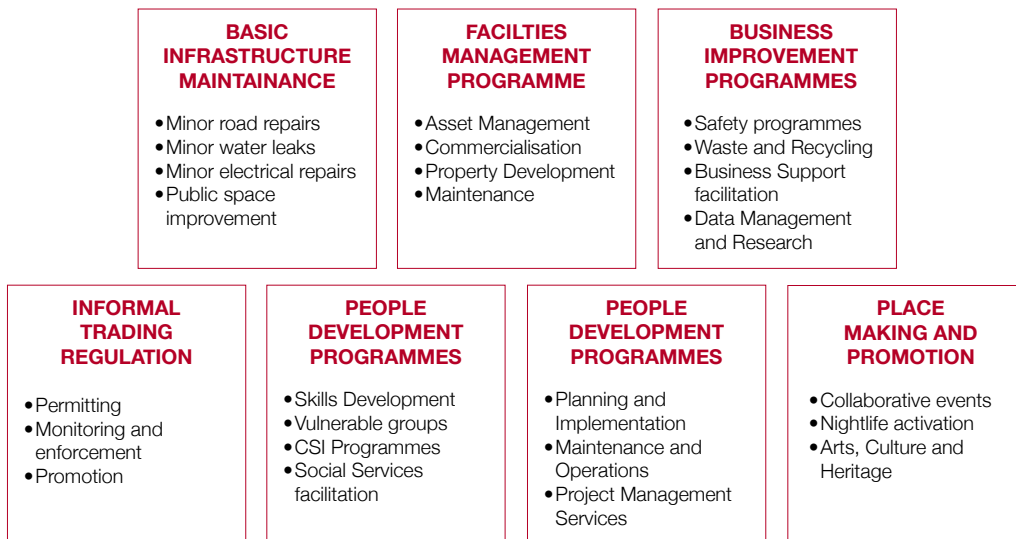 BASIC
INFRASTRUCTURE
MAINTAINANCE
•Minor road repairs
•Minor water leaks
•Minor electrical repairs
•Public space
improvement
FACILTIES
MANAGEMENT
PROGRAMME
•Asset Management
•Commercialisation
•Property Development
•Maintenance
BUSINESS
IMPROVEMENT
PROGRAMMES
•Safety programmes
•Waste and Recycling
•Business Support
facilitation
•Data Management
and Research
INFORMAL
TRADING
REGULATION
•Permitting
•Monitoring and
enforcement
•Promotion
PEOPLE
DEVELOPMENT
PROGRAMMES
•Skills Development
•Vulnerable groups
•CSI Programmes
•Social Services
facilitation
PEOPLE
DEVELOPMENT
PROGRAMMES
•Planning and
Implementation
•Maintenance and
Operations
•Project Management
Services
PLACE
MAKING AND
PROMOTION
•Collaborative events
•Nightlife activation
•Arts, Culture and
Heritage